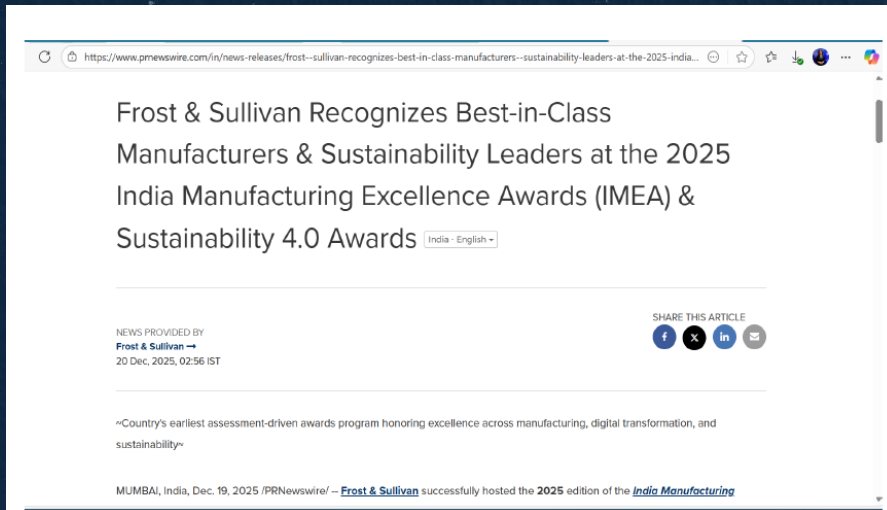 https://www.prnewswire.com/in/news-releases/frost--sullivan-recognizes-best-in-class-manufacturers--sustainability-leaders-at-the-2025-india...
Frost & Sullivan Recognizes Best-in-Class
Manufacturers & Sustainability Leaders at the 2025
India Manufacturing Excellence Awards (IMEA) &
Sustainability 4.0 Awards India - English
SHARE THIS ARTICLE
NEWS PROVIDED BY
Frost & Sullivan →
20 Dec, 2025, 02:56 IST
~Country's earliest assessment-driven awards program honoring excellence across manufacturing, digital transformation, and
sustainability~
MUMBAI, India, Dec. 19, 2025 /PRNewswire/ -- Frost & Sullivan successfully hosted the 2025 edition of the India Manufacturing